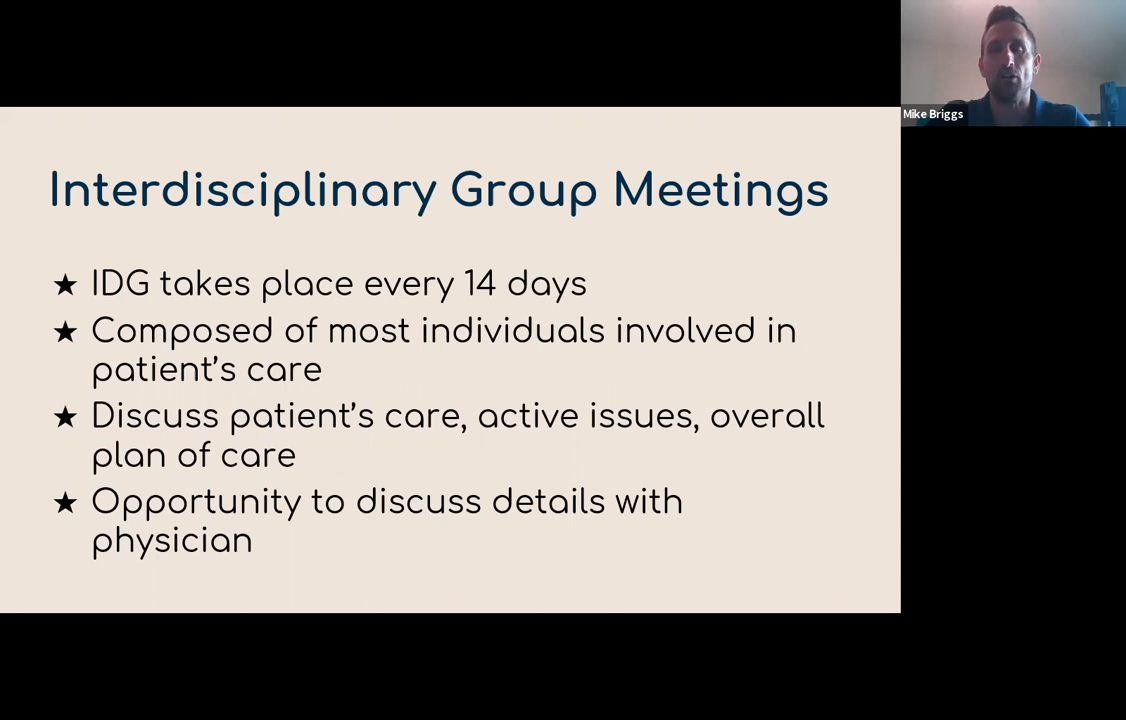 Mike Briggs
Interdisciplinary Group Meetings
★ IDG takes place every 14 days
★ Composed of most individuals involved in
patient’s care
★ Discuss patient’s care, active issues, overall
plan of care
★ Opportunity to discuss details with
physician